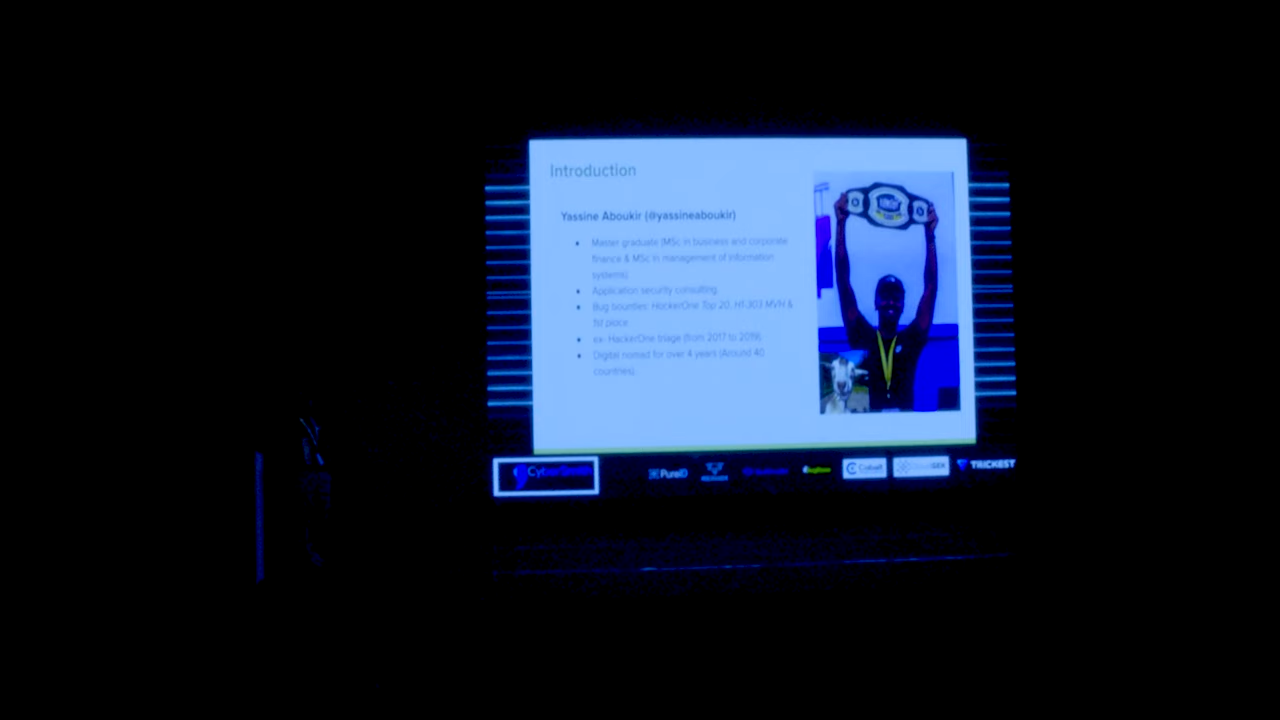 Introduction
Yassine Aboukir (@yassineaboukir)
Master graduate (MSc in business and corporate
finance & MSc in management of information
systems)
Application security consulting.
Bug bounties: HackerOne Top 20, H1-303 MVH &
1st place
ex- HackerOne triage (from 2017 to 2019).
Digital nomad for over 4 years (Around 40
countries).
PureID
Cobalt
TRICKEST